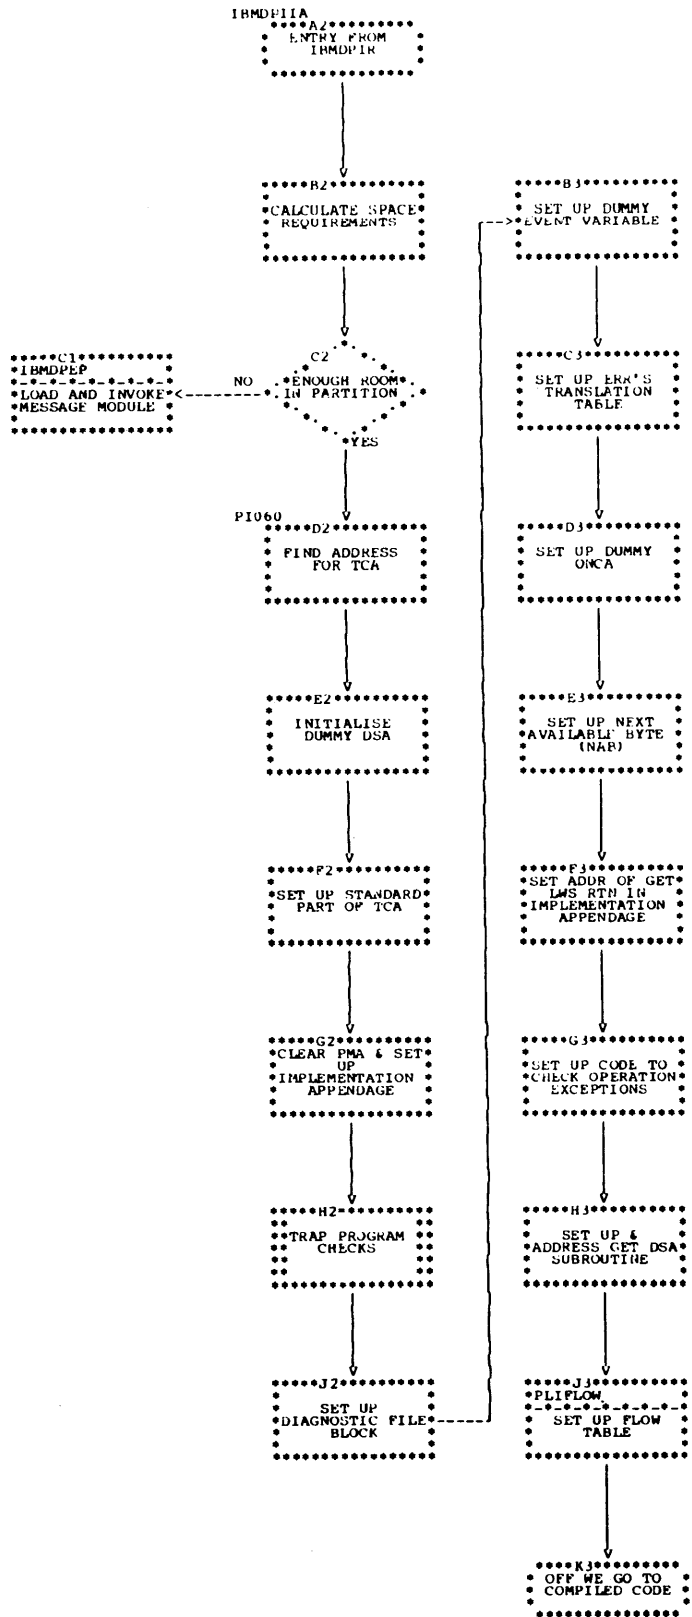 IBMDPIIA
A2
ENTRY FROM
IBMDPIR
B2
CALCULATE SPACE
REQUIREMENTS
C1
IBMDPEP
LOAD AND INVOKE
MESSAGE MODULE
NO
C2
ENOUGH ROOM
IN PARTITION
YES
PI060
D2
FIND ADDRESS
FOR TCA
E2
INITIALISE
DUMMY DSA
F2
SET UP STANDARD
PART OF TCA
G2
CLEAR PMA & SET
UP
IMPLEMENTATION
APPENDAGE
H2
TRAP PROGRAM
CHECKS
J2
SET UP
DIAGNOSTIC FILE
BLOCK
B3
SET UP DUMMY
EVENT VARIABLE
C3
SET UP ERR'S
TRANSLATION
TABLE
D3
SET UP DUMMY
ONCA
E3
SET UP NEXT
AVAILABLE BYTE
(NAB)
F3
SET ADDR OF GET
LWS RTN IN
IMPLEMENTATION
APPENDAGE
G3
SET UP CODE TO
CHECK OPERATION
EXCEPTIONS
H3
SET UP &
ADDRESS GET DSA
SUBROUTINE
J3
PLIFLOW
SET UP FLOW
TABLE
K3
OFF WE GO TO
COMPILED CODE